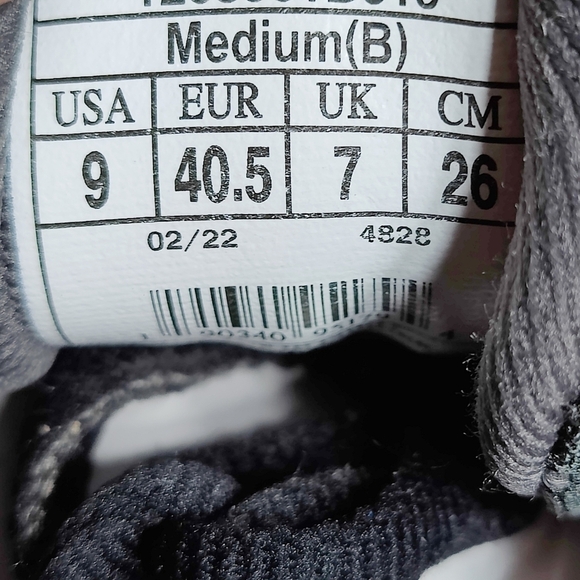 Medium(B)
USA EUR UK CM
9 40.5 7 26
02/22 4828